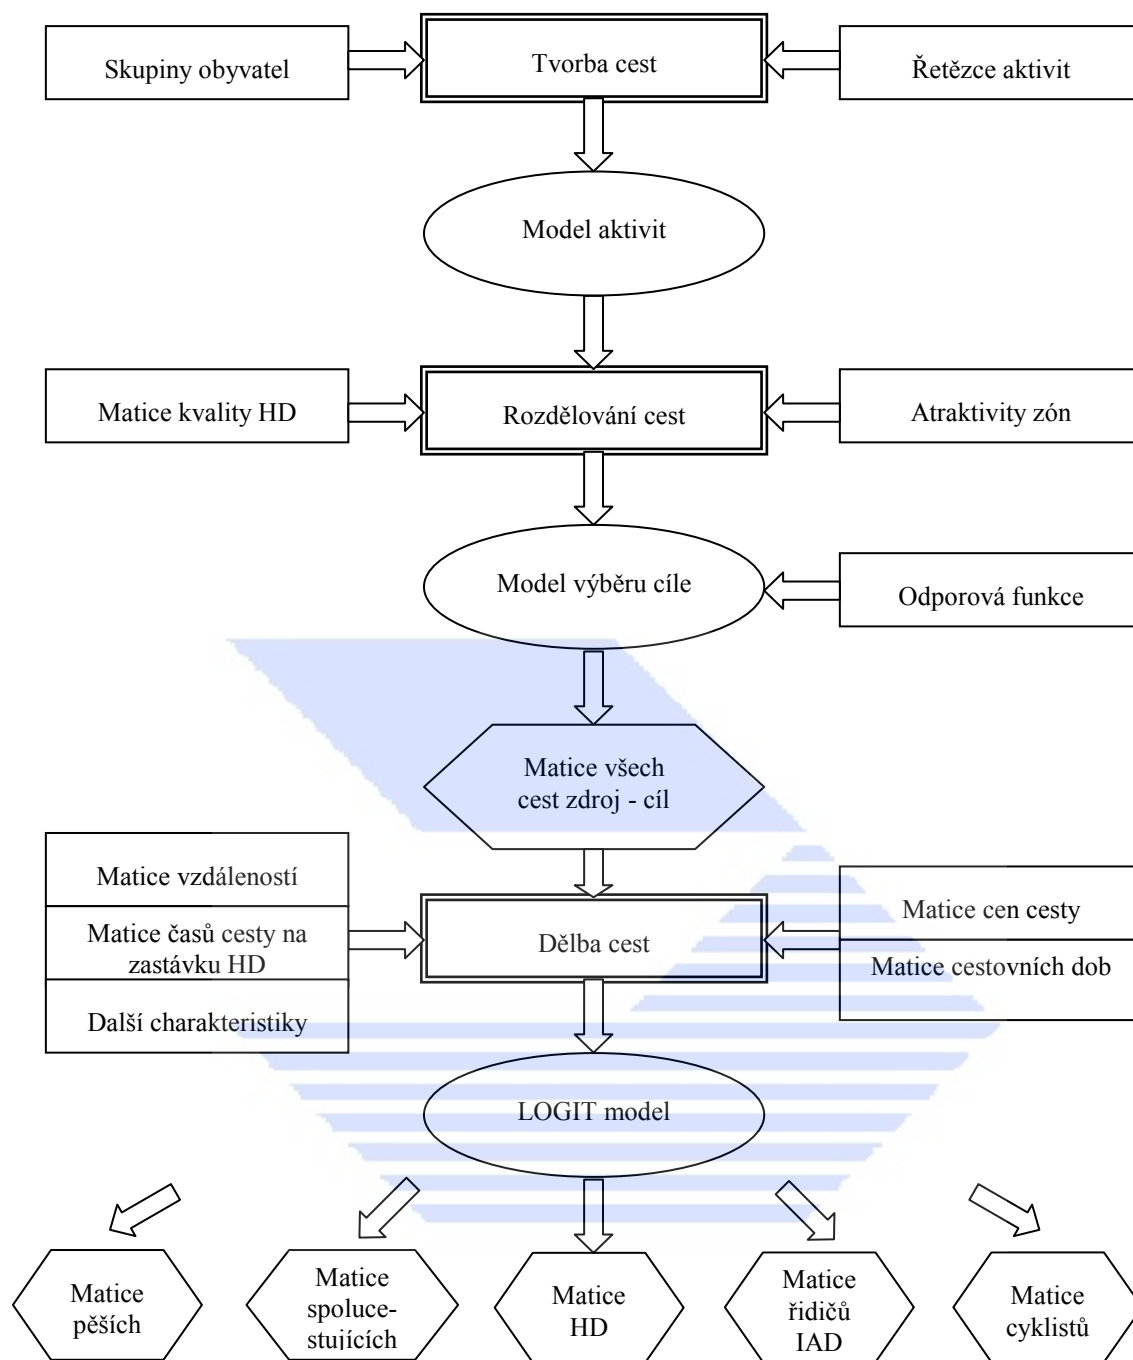 Skupiny obyvatel
Tvorba cest
Řetězce aktivit
Model aktivit
Matice kvality HD
Rozdělování cest
Atraktivity zón
Model výběru cíle
Odporová funkce
Matice všech
cest zdroj - cíl
Matice vzdáleností
Matice časů cesty na
zastávku HD
Další charakteristiky
Dělba cest
Matice cen cesty
Matice cestovních dob
LOGIT model
Matice
pěších
Matice
spoluce-
stujících
Matice
HD
Matice
řidičů
IAD
Matice
cyklistů